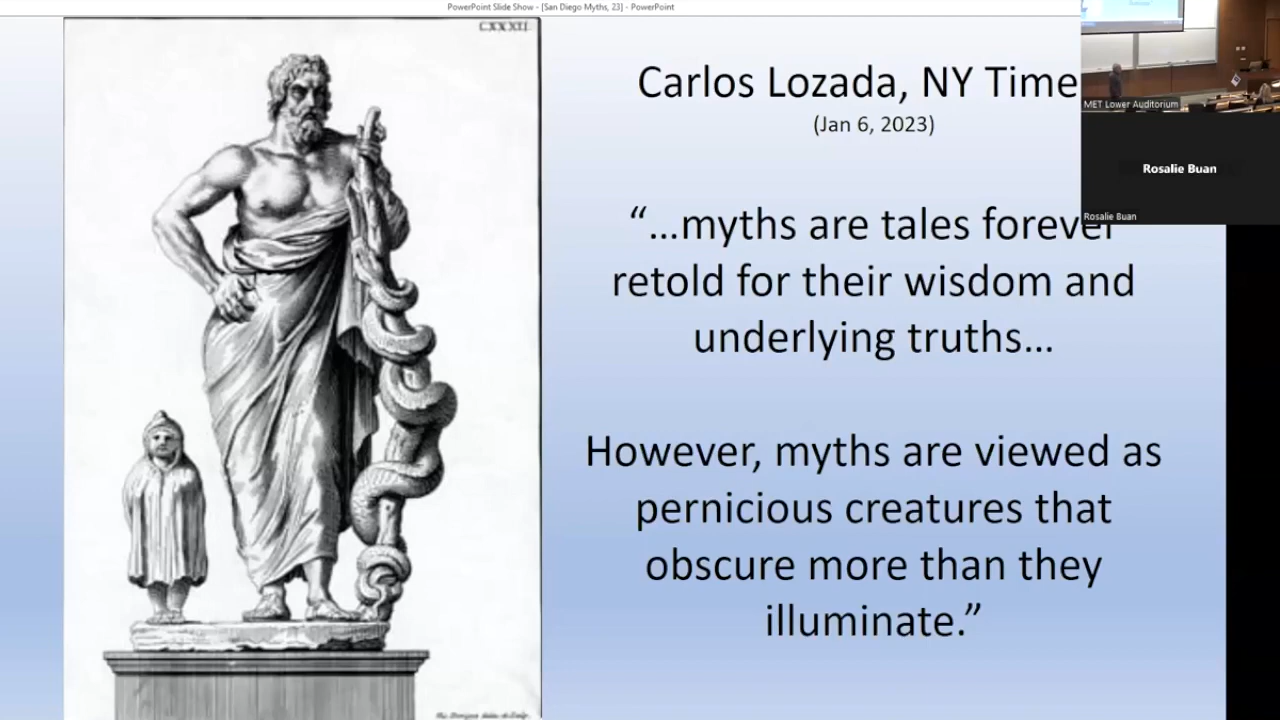 PowerPoint Slide Show - [San Diego Myths, 23] - PowerPoint
CXXXII.
Carlos Lozada, NY Time
(Jan 6, 2023)
“…myths are tales forever
retold for their wisdom and
underlying truths…
However, myths are viewed as
pernicious creatures that
obscure more than they
illuminate.”
MET Lower Auditorium
Rosalie Buan
Rosalie Buan